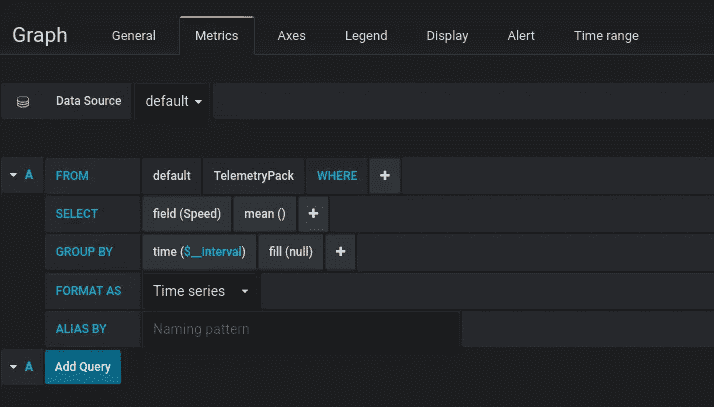 Graph General Metrics Axes Legend Display Alert Time range
Data Source default
A FROM default TelemetryPack WHERE +
SELECT field (Speed) mean () +
GROUP BY time ($__interval) fill (null) +
FORMAT AS Time series
ALIAS BY Naming pattern
A Add Query